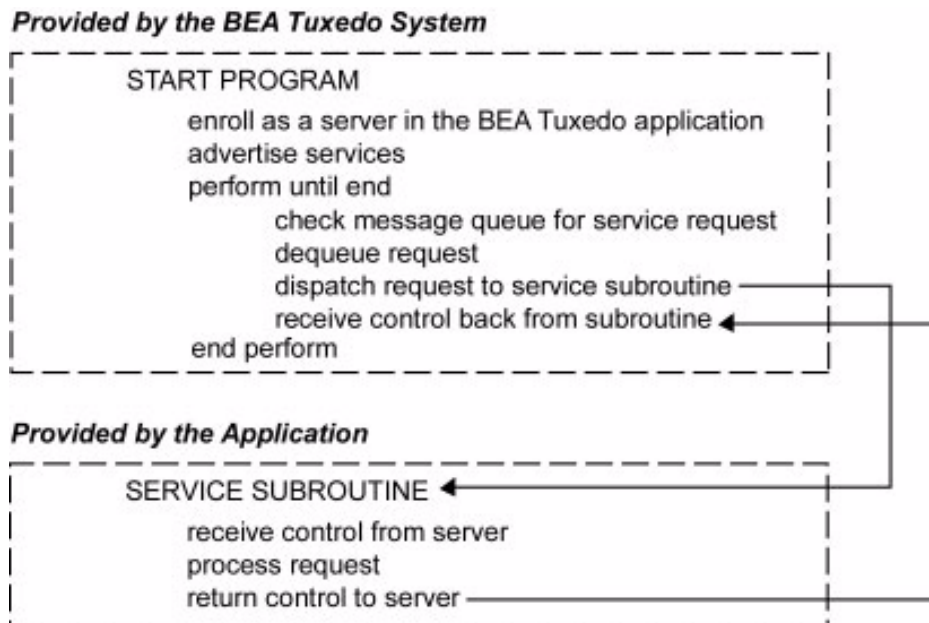 Provided by the BEA Tuxedo System
START PROGRAM
enroll as a server in the BEA Tuxedo application
advertise services
perform until end
check message queue for service request
dequeue request
dispatch request to service subroutine
receive control back from subroutine
end perform
Provided by the Application
SERVICE SUBROUTINE
receive control from server
process request
return control to server